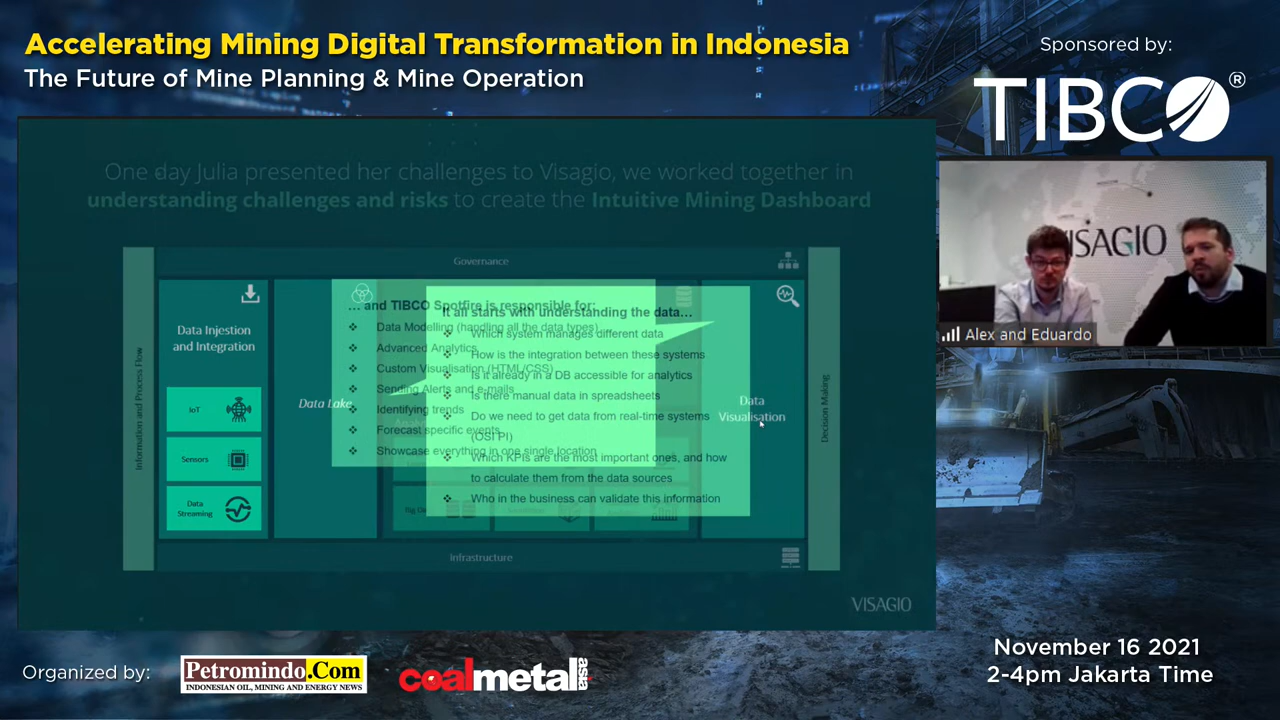 Accelerating Mining Digital Transformation in Indonesia
The Future of Mine Planning & Mine Operation
Sponsored by:
TIBCO®
One day Julia presented her challenges to Visagio, we worked together in
understanding challenges and risks to create the Intuitive Mining Dashboard
Governance
Information and Process Flow
Data Injestion
and Integration
IoT
Sensors
Data
Streaming
Data Lake
… and TIBCO Spotfire is responsible for:
❖ Data Modelling (handling all the data types)
❖ Advanced Analytics
❖ Custom Visualisation (HTML/CSS)
❖ Sending Alerts and e-mails
❖ Identifying trends
❖ Forecast specific events
❖ Showcase everything in one single location
It all starts with understanding the data…
❖ Which system manages different data
❖ How is the integration between these systems
❖ Is it already in a DB accessible for analytics
❖ Is there manual data in spreadsheets
❖ Do we need to get data from real-time systems
(OSI PI)
❖ Which KPIs are the most important ones, and how
to calculate them from the data sources
❖ Who in the business can validate this information
Data
Visualisation
Decision Making
Infrastructure
VISAGIO
VISAGIO
Alex and Eduardo
Organized by:
Petromindo.Com
INDONESIAN OIL, MINING AND ENERGY NEWS
coalmetal asia
November 16 2021
2-4pm Jakarta Time